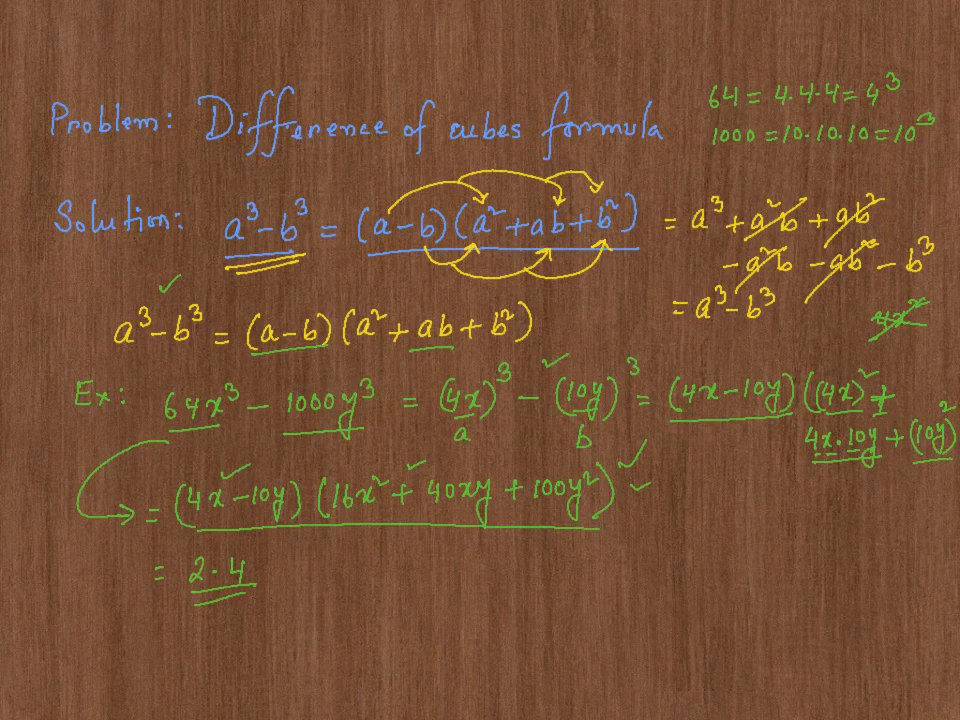 Problem: Difference of cubes formula
64 = 4·4·4 = 4³
1000 = 10·10·10 = 10³
Solution: a³-b³ = (a-b)(a²+ab+b²) = a³+a²b+ab²
-a²b -ab² -b³
= a³-b³
a³-b³ = (a-b)(a²+ab+b²)
Ex: 64x³ - 1000y³ = (4x)³ - (10y)³ = (4x-10y)((4x)²+
a b 4x·10y+(10y)²
= (4x-10y)(16x²+40xy+100y²)
= 2·4